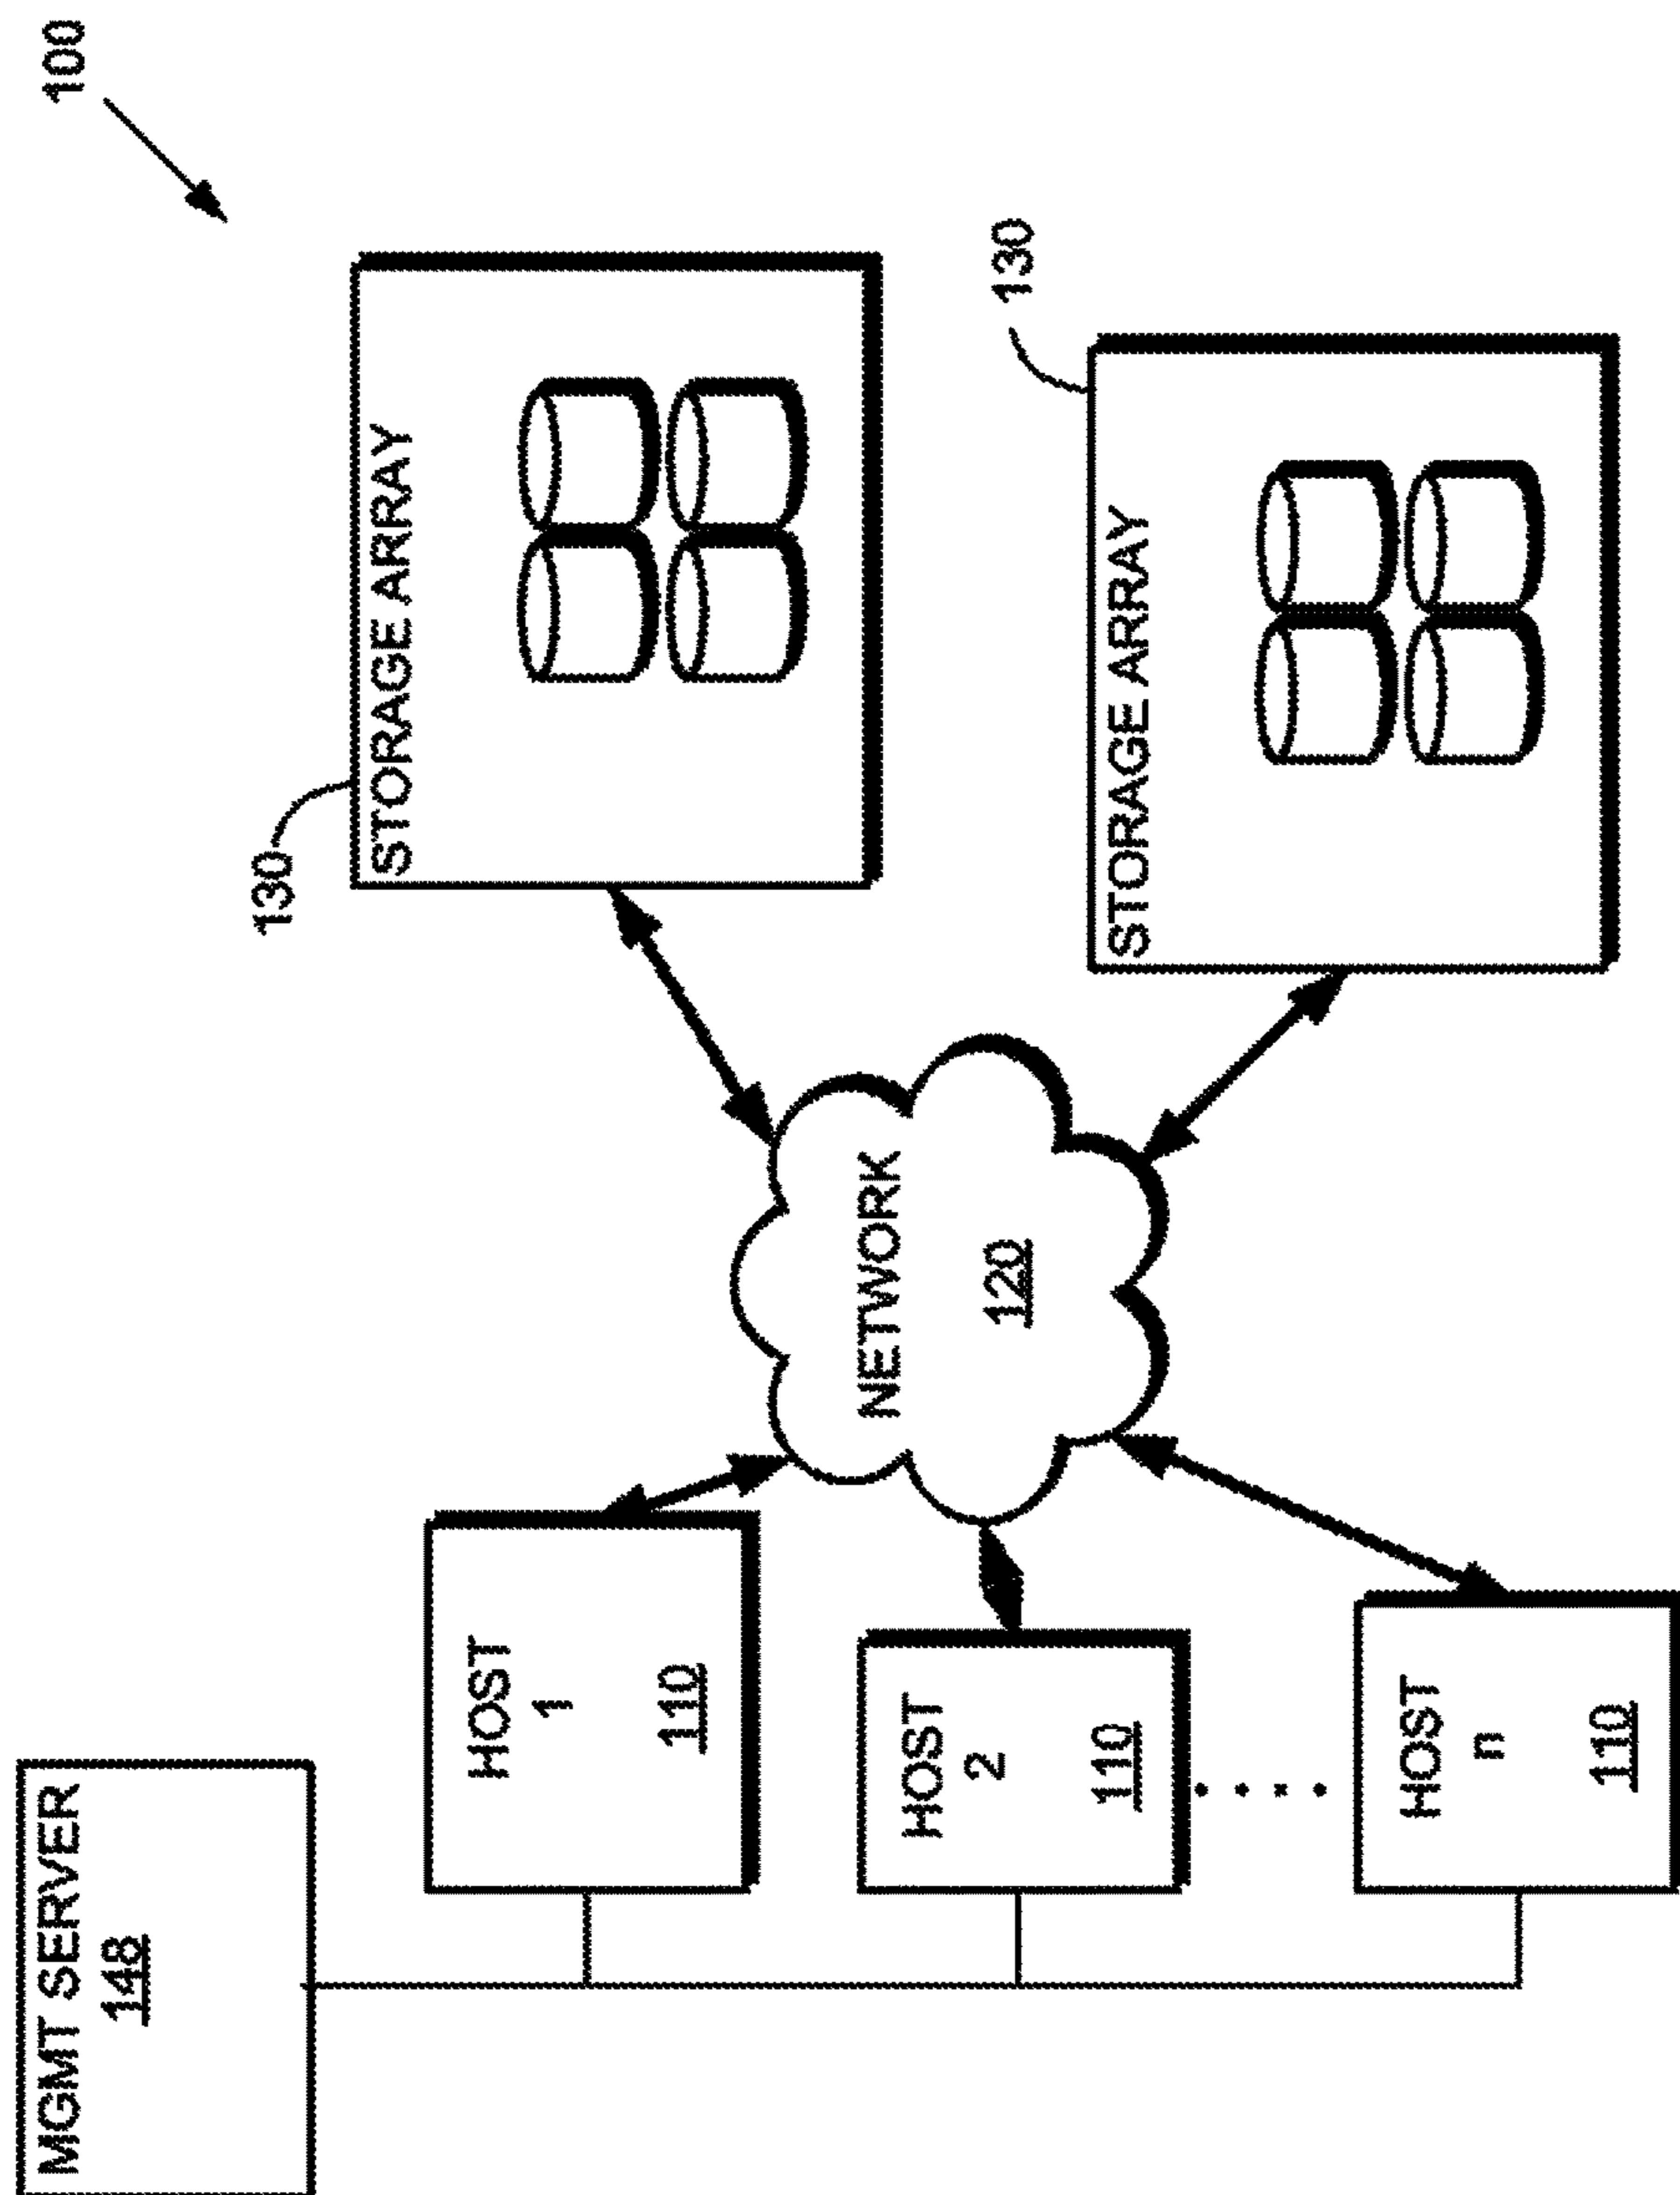 MGMT SERVER
148
HOST
1
110
HOST
2
110
HOST
n
110
NETWORK
120
130
STORAGE ARRAY
130
STORAGE ARRAY
100